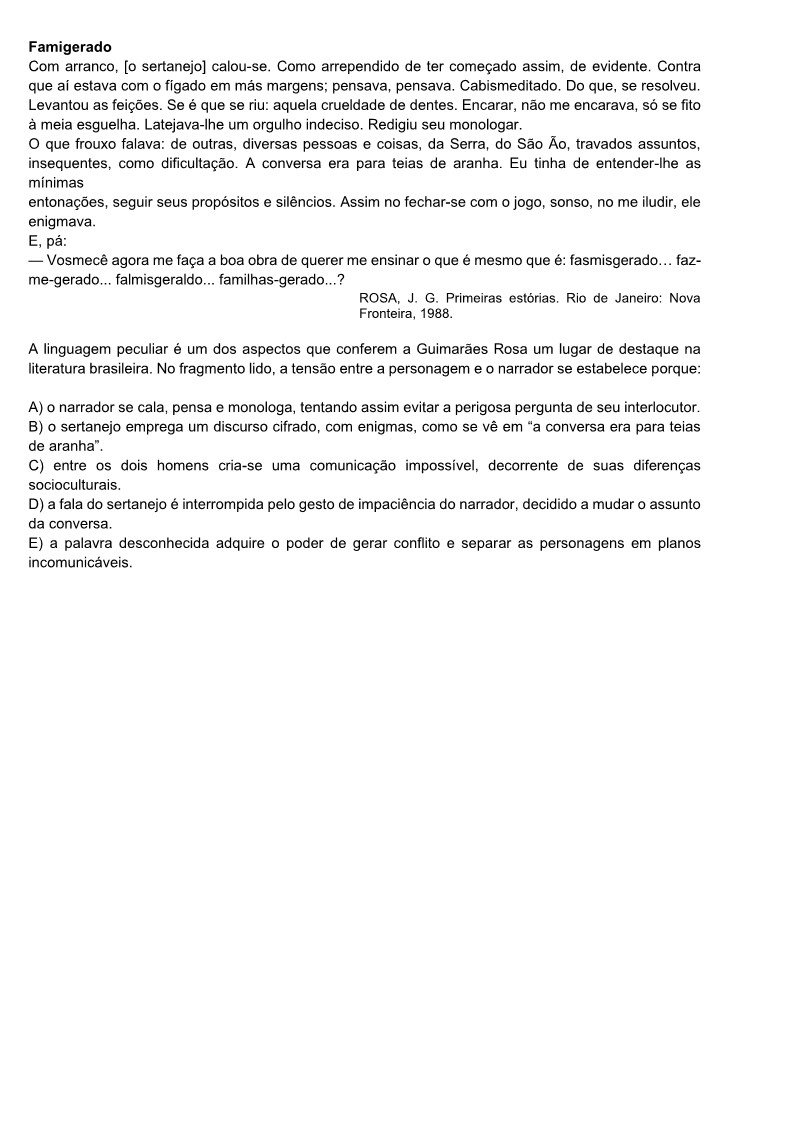 Famigerado
Com arranco, [o sertanejo] calou-se. Como arrependido de ter começado assim, de evidente. Contra
que aí estava com o fígado em más margens; pensava, pensava. Cabismeditado. Do que, se resolveu.
Levantou as feições. Se é que se riu: aquela crueldade de dentes. Encarar, não me encarava, só se fito
à meia esguelha. Latejava-lhe um orgulho indeciso. Redigiu seu monologar.
O que frouxo falava: de outras, diversas pessoas e coisas, da Serra, do São Ão, travados assuntos,
insequentes, como dificultação. A conversa era para teias de aranha. Eu tinha de entender-lhe as
mínimas
entonações, seguir seus propósitos e silêncios. Assim no fechar-se com o jogo, sonso, no me iludir, ele
enigmava.
E, pá:
— Vosmecê agora me faça a boa obra de querer me ensinar o que é mesmo que é: fasmisgerado… faz-
me-gerado... falmisgeraldo... familhas-gerado...?
ROSA, J. G. Primeiras estórias. Rio de Janeiro: Nova
Fronteira, 1988.
A linguagem peculiar é um dos aspectos que conferem a Guimarães Rosa um lugar de destaque na
literatura brasileira. No fragmento lido, a tensão entre a personagem e o narrador se estabelece porque:
A) o narrador se cala, pensa e monologa, tentando assim evitar a perigosa pergunta de seu interlocutor.
B) o sertanejo emprega um discurso cifrado, com enigmas, como se vê em “a conversa era para teias
de aranha”.
C) entre os dois homens cria-se uma comunicação impossível, decorrente de suas diferenças
socioculturais.
D) a fala do sertanejo é interrompida pelo gesto de impaciência do narrador, decidido a mudar o assunto
da conversa.
E) a palavra desconhecida adquire o poder de gerar conflito e separar as personagens em planos
incomunicáveis.